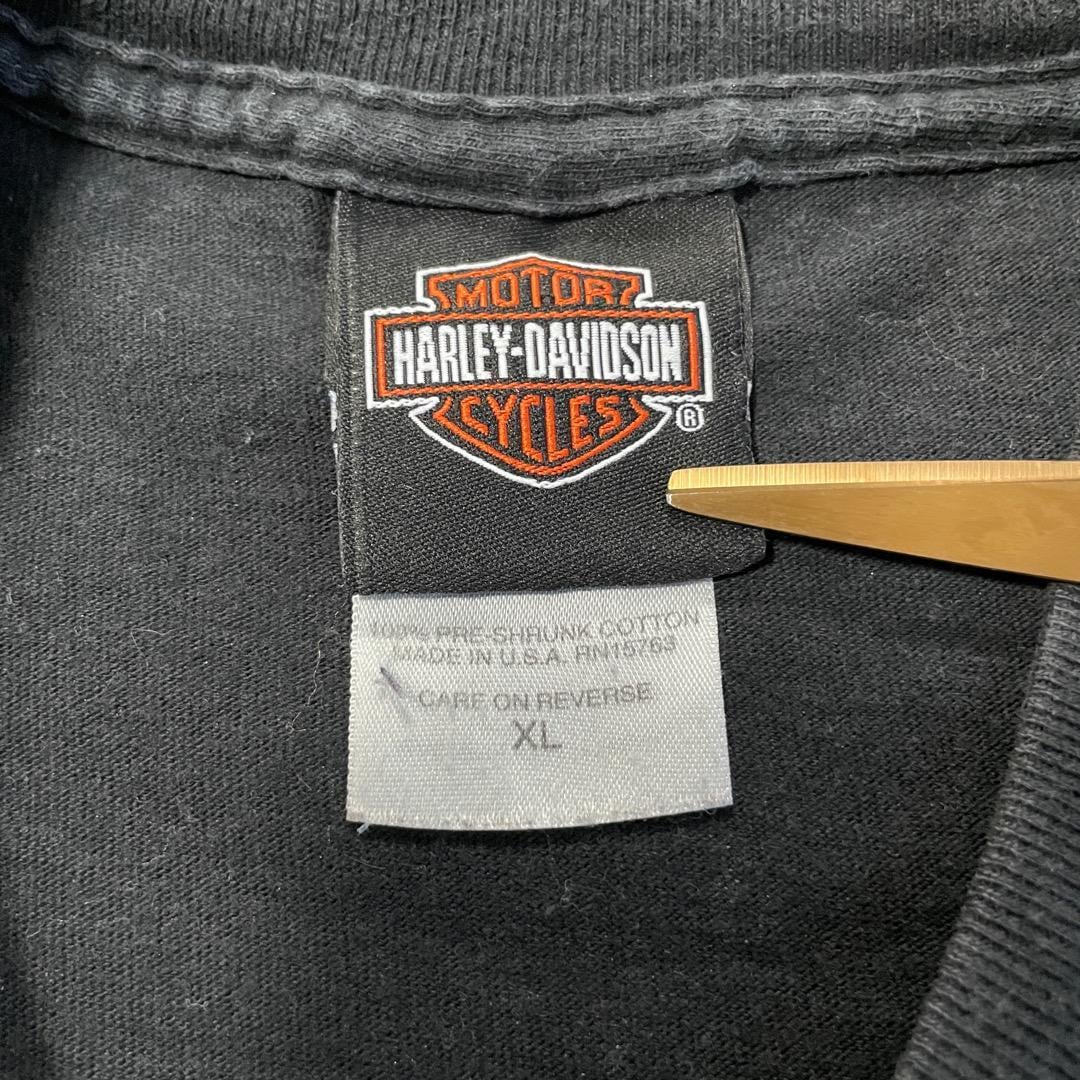 MOTOR
HARLEY-DAVIDSON
CYCLES
®
100% PRE-SHRUNK COTTON
MADE IN U.S.A. RN15763
CARE ON REVERSE
XL